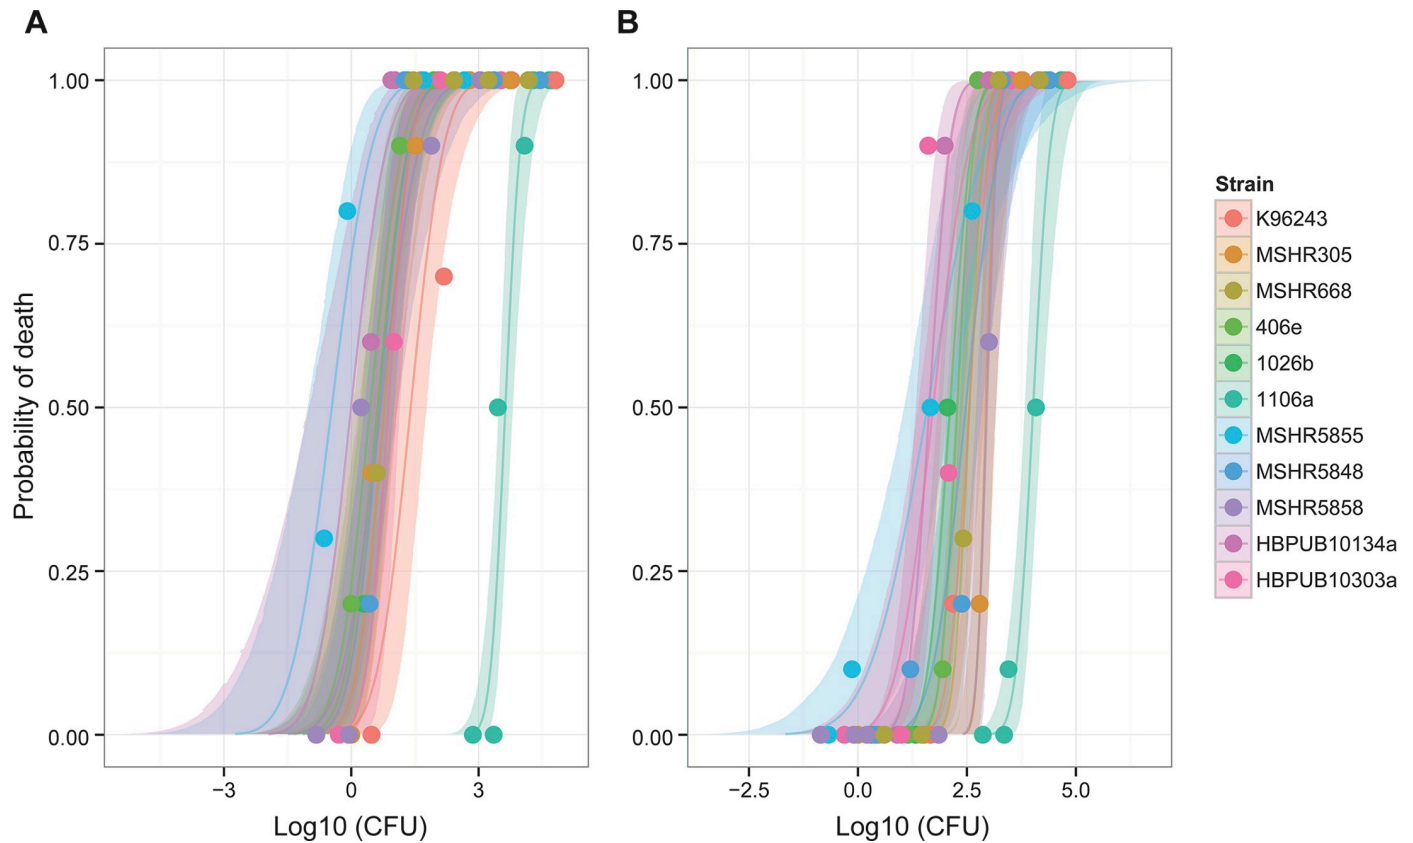 A
B
Probability of death
1.00
0.75
0.50
0.25
0.00
−3
0
3
Log10 (CFU)
1.00
0.75
0.50
0.25
0.00
−2.5
0.0
2.5
5.0
Log10 (CFU)
Strain
K96243
MSHR305
MSHR668
406e
1026b
1106a
MSHR5855
MSHR5848
MSHR5858
HBPUB10134a
HBPUB10303a